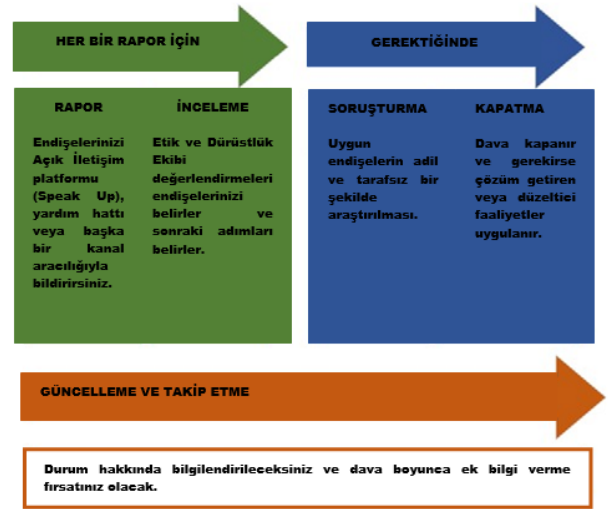 HER BİR RAPOR İÇİN
GEREKTİĞİNDE
RAPOR
Endişelerinizi
Açık İletişim
platformu
(Speak Up),
yardım hattı
veya başka
bir kanal
aracılığıyla
bildirirsiniz.
İNCELEME
Etik ve Dürüstlük
Ekibi
değerlendirmeleri
endişelerinizi
belirler ve
sonraki adımları
belirler.
SORUŞTURMA
Uygun
endişelerin adil
ve tarafsız bir
şekilde
araştırılması.
KAPATMA
Dava kapanır
ve gerekirse
çözüm getiren
veya düzeltici
faaliyetler
uygulanır.
GÜNCELLEME VE TAKİP ETME
Durum hakkında bilgilendirileceksiniz ve dava boyunca ek bilgi verme
fırsatınız olacak.